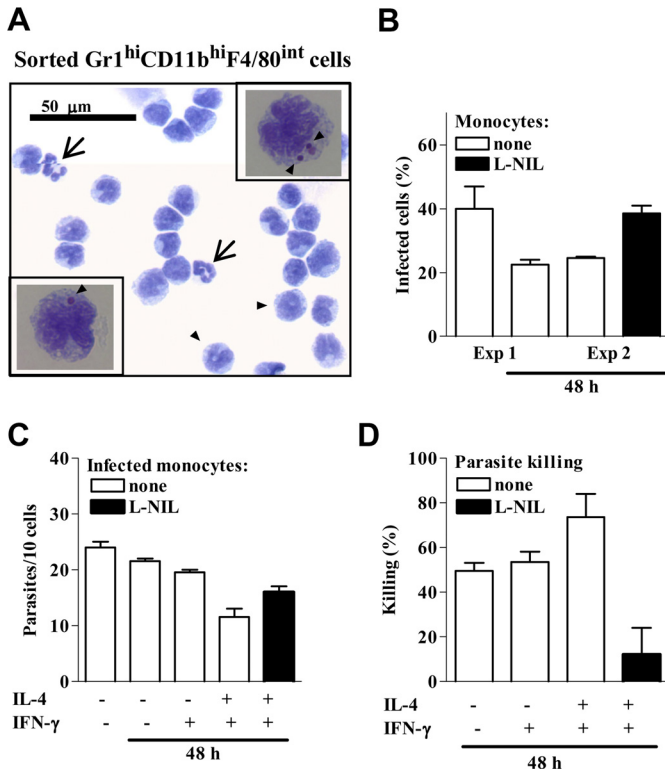 A
Sorted Gr1hiCD11bhiF4/80int cells
50 μm
B
Monocytes:
none
L-NIL
Infected cells (%)
60
40
20
0
Exp 1 Exp 2
48 h
C
Infected monocytes:
none
L-NIL
Parasites/10 cells
40
30
20
10
0
IL-4 - - - + +
IFN-γ - - + + +
48 h
D
Parasite killing
none
L-NIL
Killing (%)
100
80
60
40
20
0
IL-4 - - + +
IFN-γ - + + +
48 h